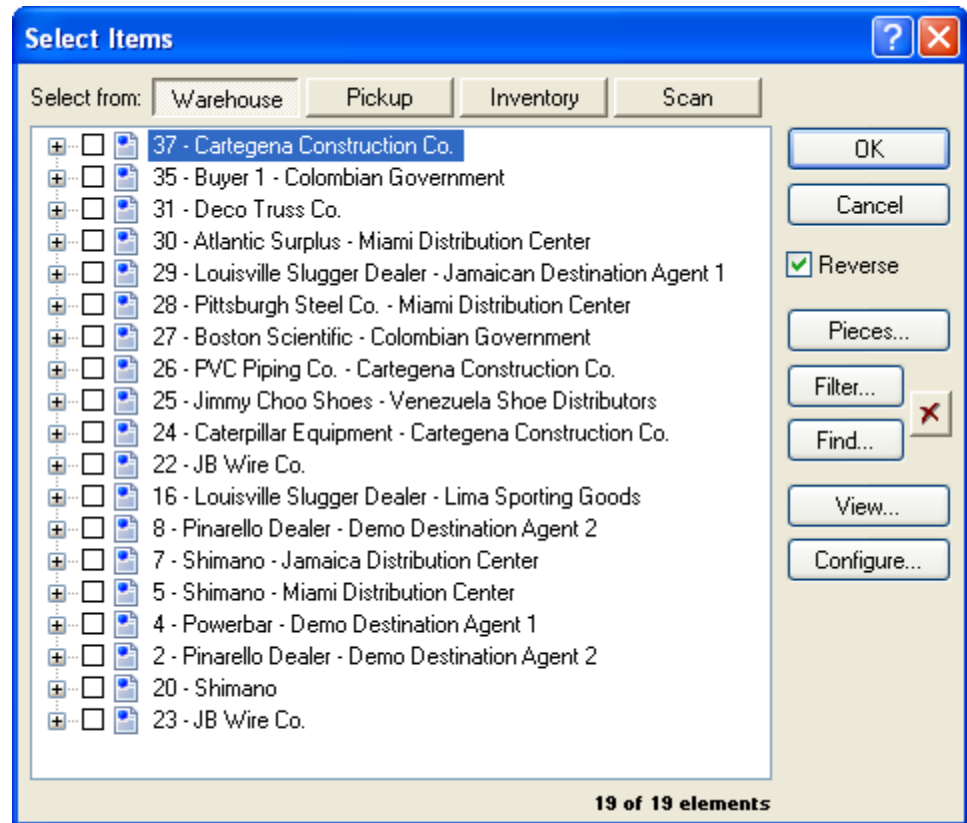 Select Items
Select from: Warehouse Pickup Inventory Scan
37 - Cartegena Construction Co.
35 - Buyer 1 - Colombian Government
31 - Deco Truss Co.
30 - Atlantic Surplus - Miami Distribution Center
29 - Louisville Slugger Dealer - Jamaican Destination Agent 1
28 - Pittsburgh Steel Co. - Miami Distribution Center
27 - Boston Scientific - Colombian Government
26 - PVC Piping Co. - Cartegena Construction Co.
25 - Jimmy Choo Shoes - Venezuela Shoe Distributors
24 - Caterpillar Equipment - Cartegena Construction Co.
22 - JB Wire Co.
16 - Louisville Slugger Dealer - Lima Sporting Goods
8 - Pinarello Dealer - Demo Destination Agent 2
7 - Shimano - Jamaica Distribution Center
5 - Shimano - Miami Distribution Center
4 - Powerbar - Demo Destination Agent 1
2 - Pinarello Dealer - Demo Destination Agent 2
20 - Shimano
23 - JB Wire Co.
19 of 19 elements
OK
Cancel
Reverse
Pieces...
Filter...
Find...
View...
Configure...